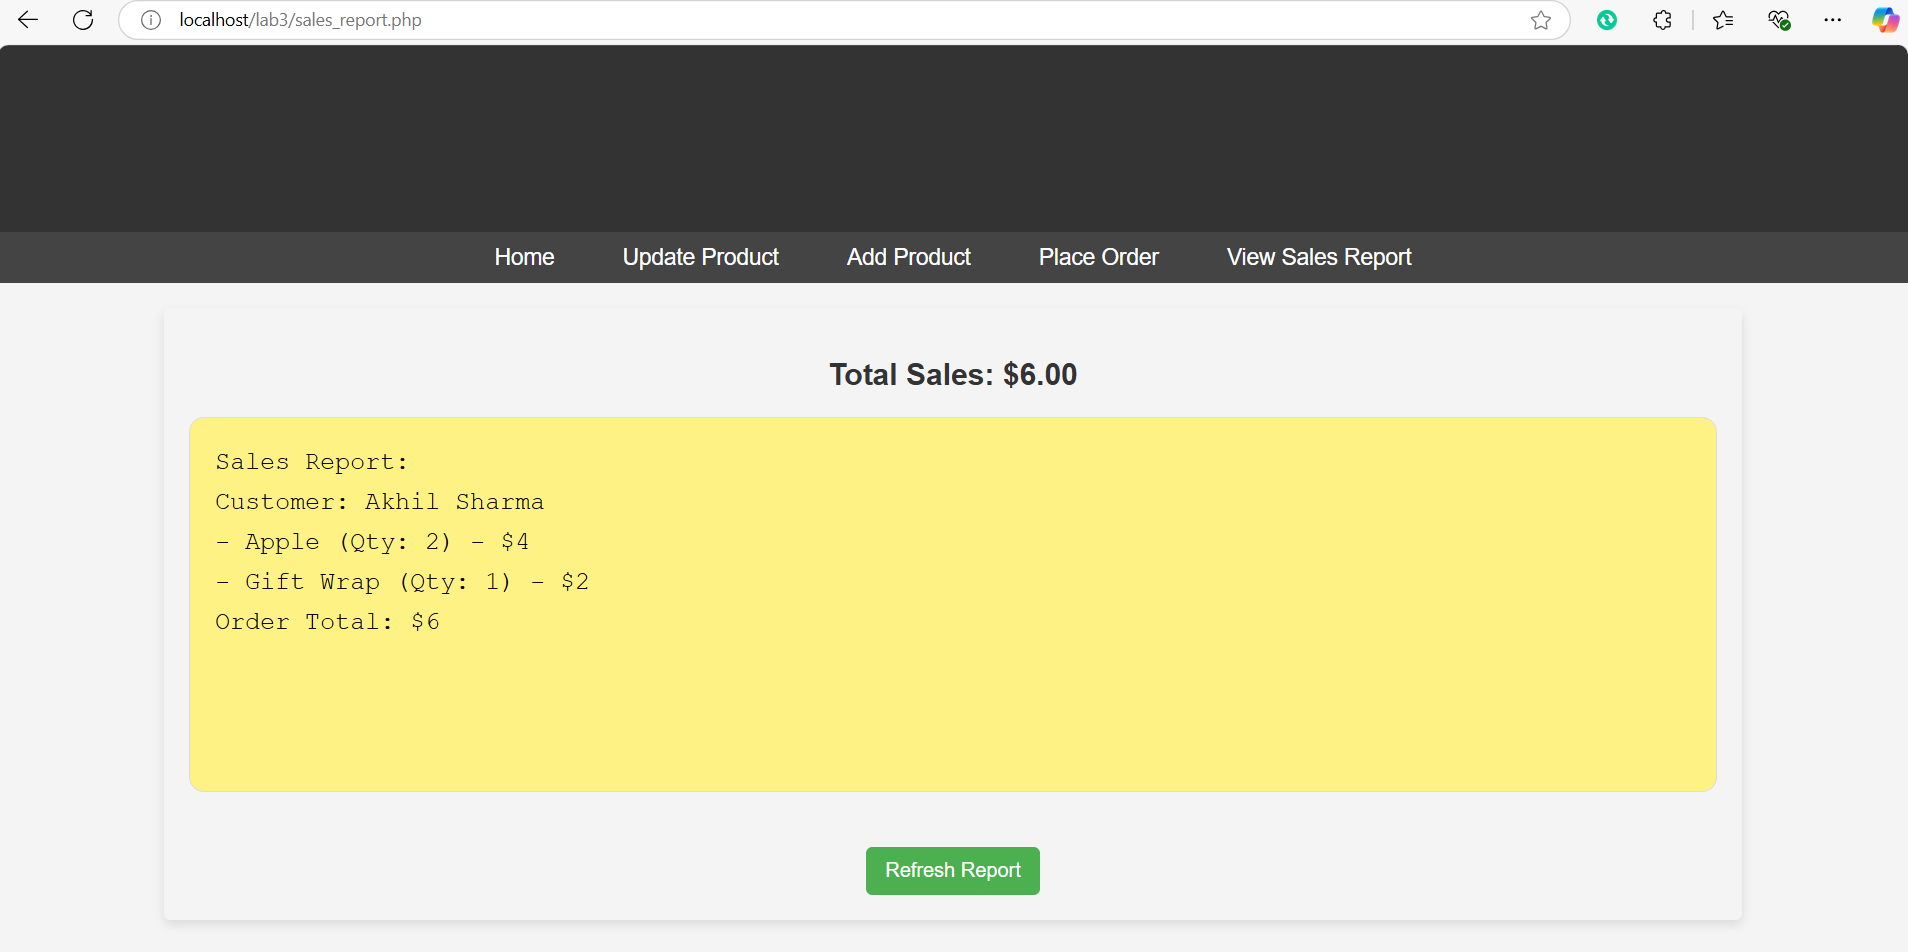 localhost/lab3/sales_report.php
Home Update Product Add Product Place Order View Sales Report
Total Sales: $6.00
Sales Report:
Customer: Akhil Sharma
- Apple (Qty: 2) - $4
- Gift Wrap (Qty: 1) - $2
Order Total: $6
Refresh Report